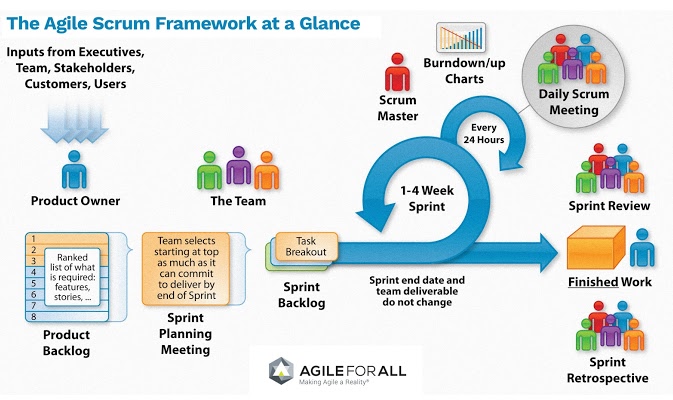 The Agile Scrum Framework at a Glance
Inputs from Executives,
Team, Stakeholders,
Customers, Users
Product Owner
The Team
Scrum
Master
Burndown/up
Charts
Daily Scrum
Meeting
Every
24 Hours
1-4 Week
Sprint
Sprint Review
1
2
3
4
5
6
7
8
Ranked
list of what
is required:
features,
stories, ...
Product
Backlog
Team selects
starting at top
as much as it
can commit
to deliver by
end of Sprint
Sprint
Planning
Meeting
Task
Breakout
Sprint
Backlog
Sprint end date and
team deliverable
do not change
Finished Work
Sprint
Retrospective
AGILE FOR ALL
Making Agile a Reality®